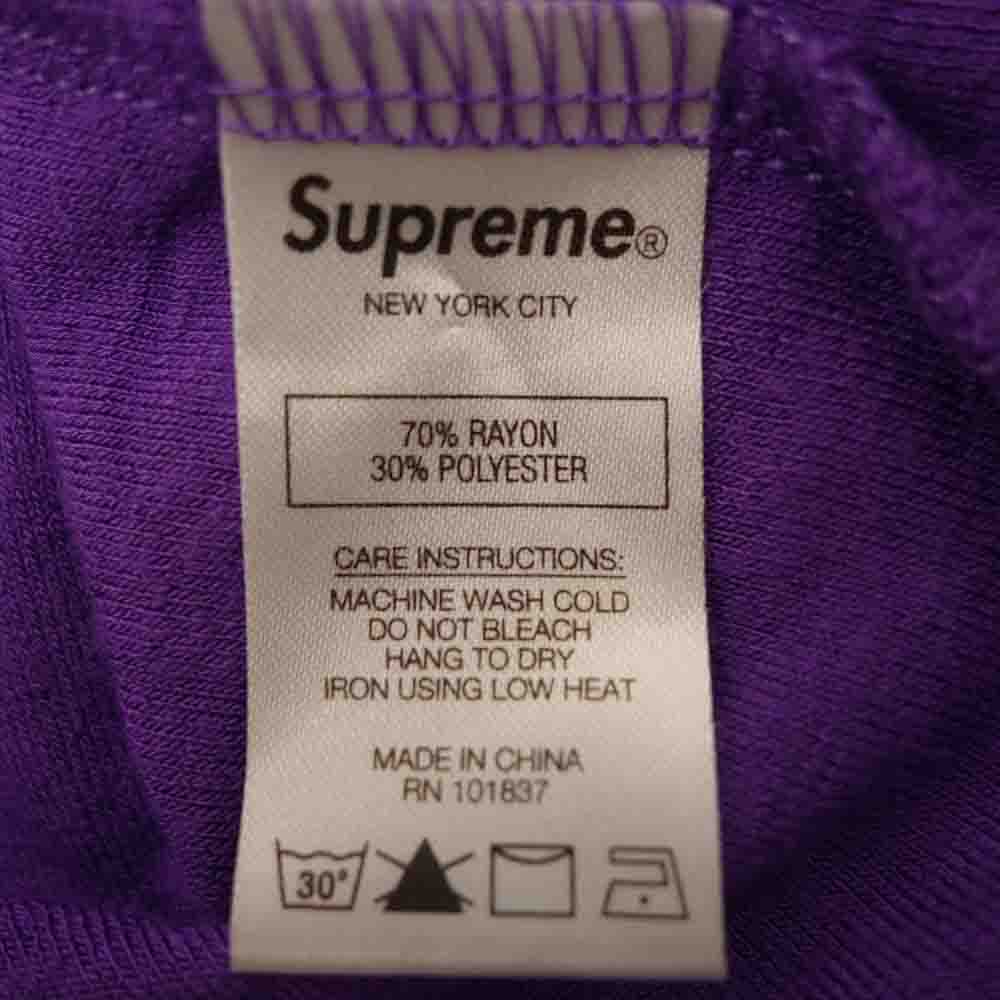 Supreme®
NEW YORK CITY
70% RAYON
30% POLYESTER
CARE INSTRUCTIONS:
MACHINE WASH COLD
DO NOT BLEACH
HANG TO DRY
IRON USING LOW HEAT
MADE IN CHINA
RN 101837
30°